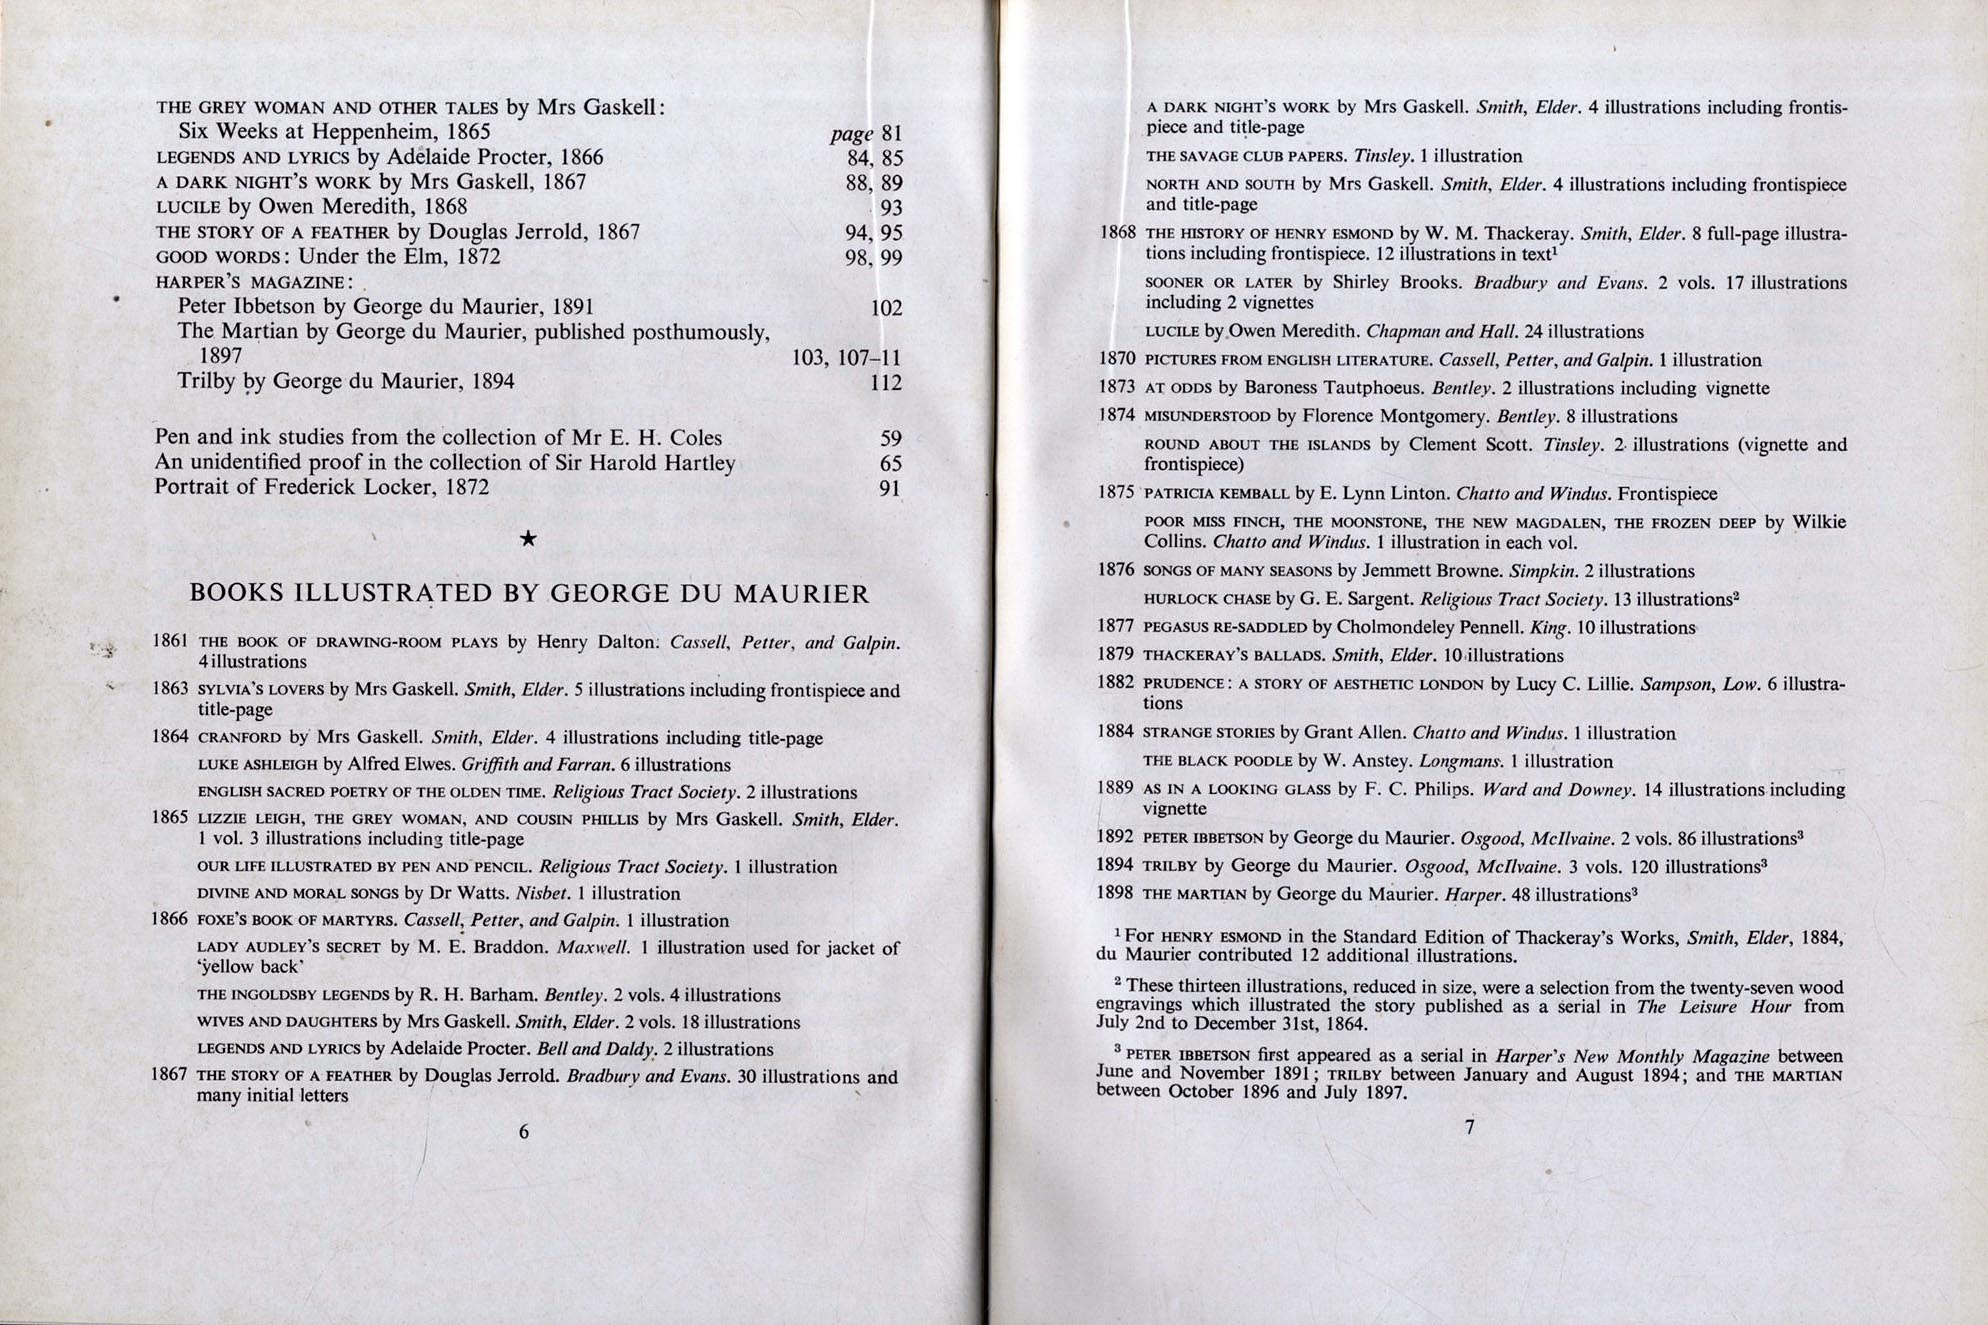 THE GREY WOMAN AND OTHER TALES by Mrs Gaskell:
Six Weeks at Heppenheim, 1865 page 81
LEGENDS AND LYRICS by Adelaide Procter, 1866 84, 85
A DARK NIGHT'S WORK by Mrs Gaskell, 1867 88, 89
LUCILE by Owen Meredith, 1868 93
THE STORY OF A FEATHER by Douglas Jerrold, 1867 94, 95
GOOD WORDS: Under the Elm, 1872 98, 99
HARPER'S MAGAZINE:
Peter Ibbetson by George du Maurier, 1891 102
The Martian by George du Maurier, published posthumously,
1897 103, 107–11
Trilby by George du Maurier, 1894 112
Pen and ink studies from the collection of Mr E. H. Coles 59
An unidentified proof in the collection of Sir Harold Hartley 65
Portrait of Frederick Locker, 1872 91
★
BOOKS ILLUSTRATED BY GEORGE DU MAURIER
1861 THE BOOK OF DRAWING-ROOM PLAYS by Henry Dalton. Cassell, Petter, and Galpin.
4 illustrations
1863 SYLVIA'S LOVERS by Mrs Gaskell. Smith, Elder. 5 illustrations including frontispiece and
title-page
1864 CRANFORD by Mrs Gaskell. Smith, Elder. 4 illustrations including title-page
LUKE ASHLEIGH by Alfred Elwes. Griffith and Farran. 6 illustrations
ENGLISH SACRED POETRY OF THE OLDEN TIME. Religious Tract Society. 2 illustrations
1865 LIZZIE LEIGH, THE GREY WOMAN, AND COUSIN PHILLIS by Mrs Gaskell. Smith, Elder.
1 vol. 3 illustrations including title-page
OUR LIFE ILLUSTRATED BY PEN AND PENCIL. Religious Tract Society. 1 illustration
DIVINE AND MORAL SONGS by Dr Watts. Nisbet. 1 illustration
1866 FOXE'S BOOK OF MARTYRS. Cassell, Petter, and Galpin. 1 illustration
LADY AUDLEY'S SECRET by M. E. Braddon. Maxwell. 1 illustration used for jacket of
'yellow back'
THE INGOLDSBY LEGENDS by R. H. Barham. Bentley. 2 vols. 4 illustrations
WIVES AND DAUGHTERS by Mrs Gaskell. Smith, Elder. 2 vols. 18 illustrations
LEGENDS AND LYRICS by Adelaide Procter. Bell and Daldy. 2 illustrations
1867 THE STORY OF A FEATHER by Douglas Jerrold. Bradbury and Evans. 30 illustrations and
many initial letters
6
A DARK NIGHT'S WORK by Mrs Gaskell. Smith, Elder. 4 illustrations including frontis-
piece and title-page
THE SAVAGE CLUB PAPERS. Tinsley. 1 illustration
NORTH AND SOUTH by Mrs Gaskell. Smith, Elder. 4 illustrations including frontispiece
and title-page
1868 THE HISTORY OF HENRY ESMOND by W. M. Thackeray. Smith, Elder. 8 full-page illustra-
tions including frontispiece. 12 illustrations in text¹
SOONER OR LATER by Shirley Brooks. Bradbury and Evans. 2 vols. 17 illustrations
including 2 vignettes
LUCILE by Owen Meredith. Chapman and Hall. 24 illustrations
1870 PICTURES FROM ENGLISH LITERATURE. Cassell, Petter, and Galpin. 1 illustration
1873 AT ODDS by Baroness Tautphoeus. Bentley. 2 illustrations including vignette
1874 MISUNDERSTOOD by Florence Montgomery. Bentley. 8 illustrations
ROUND ABOUT THE ISLANDS by Clement Scott. Tinsley. 2 illustrations (vignette and
frontispiece)
1875 PATRICIA KEMBALL by E. Lynn Linton. Chatto and Windus. Frontispiece
POOR MISS FINCH, THE MOONSTONE, THE NEW MAGDALEN, THE FROZEN DEEP by Wilkie
Collins. Chatto and Windus. 1 illustration in each vol.
1876 SONGS OF MANY SEASONS by Jemmett Browne. Simpkin. 2 illustrations
HURLOCK CHASE by G. E. Sargent. Religious Tract Society. 13 illustrations²
1877 PEGASUS RE-SADDLED by Cholmondeley Pennell. King. 10 illustrations
1879 THACKERAY'S BALLADS. Smith, Elder. 10 illustrations
1882 PRUDENCE: A STORY OF AESTHETIC LONDON by Lucy C. Lillie. Sampson, Low. 6 illustra-
tions
1884 STRANGE STORIES by Grant Allen. Chatto and Windus. 1 illustration
THE BLACK POODLE by W. Anstey. Longmans. 1 illustration
1889 AS IN A LOOKING GLASS by F. C. Philips. Ward and Downey. 14 illustrations including
vignette
1892 PETER IBBETSON by George du Maurier. Osgood, McIlvaine. 2 vols. 86 illustrations³
1894 TRILBY by George du Maurier. Osgood, McIlvaine. 3 vols. 120 illustrations³
1898 THE MARTIAN by George du Maurier. Harper. 48 illustrations³
¹ For HENRY ESMOND in the Standard Edition of Thackeray's Works, Smith, Elder, 1884,
du Maurier contributed 12 additional illustrations.
² These thirteen illustrations, reduced in size, were a selection from the twenty-seven wood
engravings which illustrated the story published as a serial in The Leisure Hour from
July 2nd to December 31st, 1864.
³ PETER IBBETSON first appeared as a serial in Harper's New Monthly Magazine between
June and November 1891; TRILBY between January and August 1894; and THE MARTIAN
between October 1896 and July 1897.
7